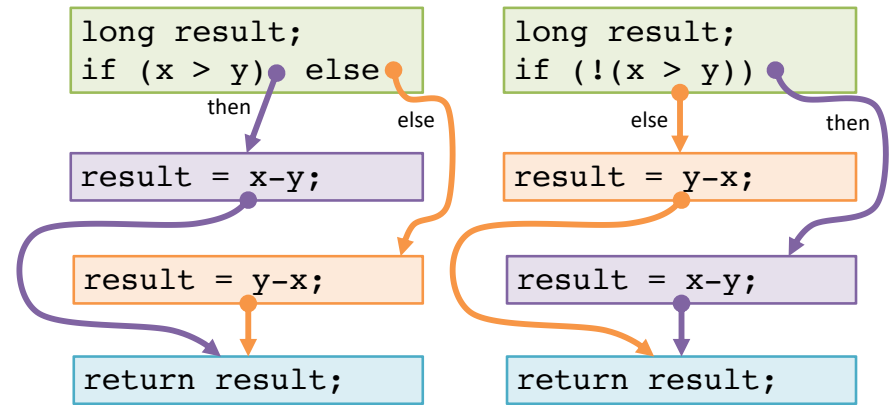 long result;
if (x > y) else
then
else
result = x-y;
result = y-x;
return result;
long result;
if (!(x > y))
else
then
result = y-x;
result = x-y;
return result;